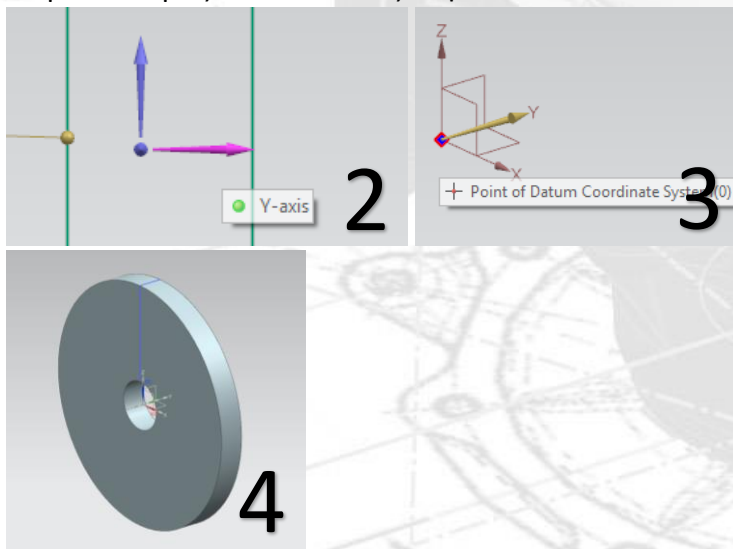 2
Y-axis
Z
Y
X
Point of Datum Coordinate System(0)
3
4